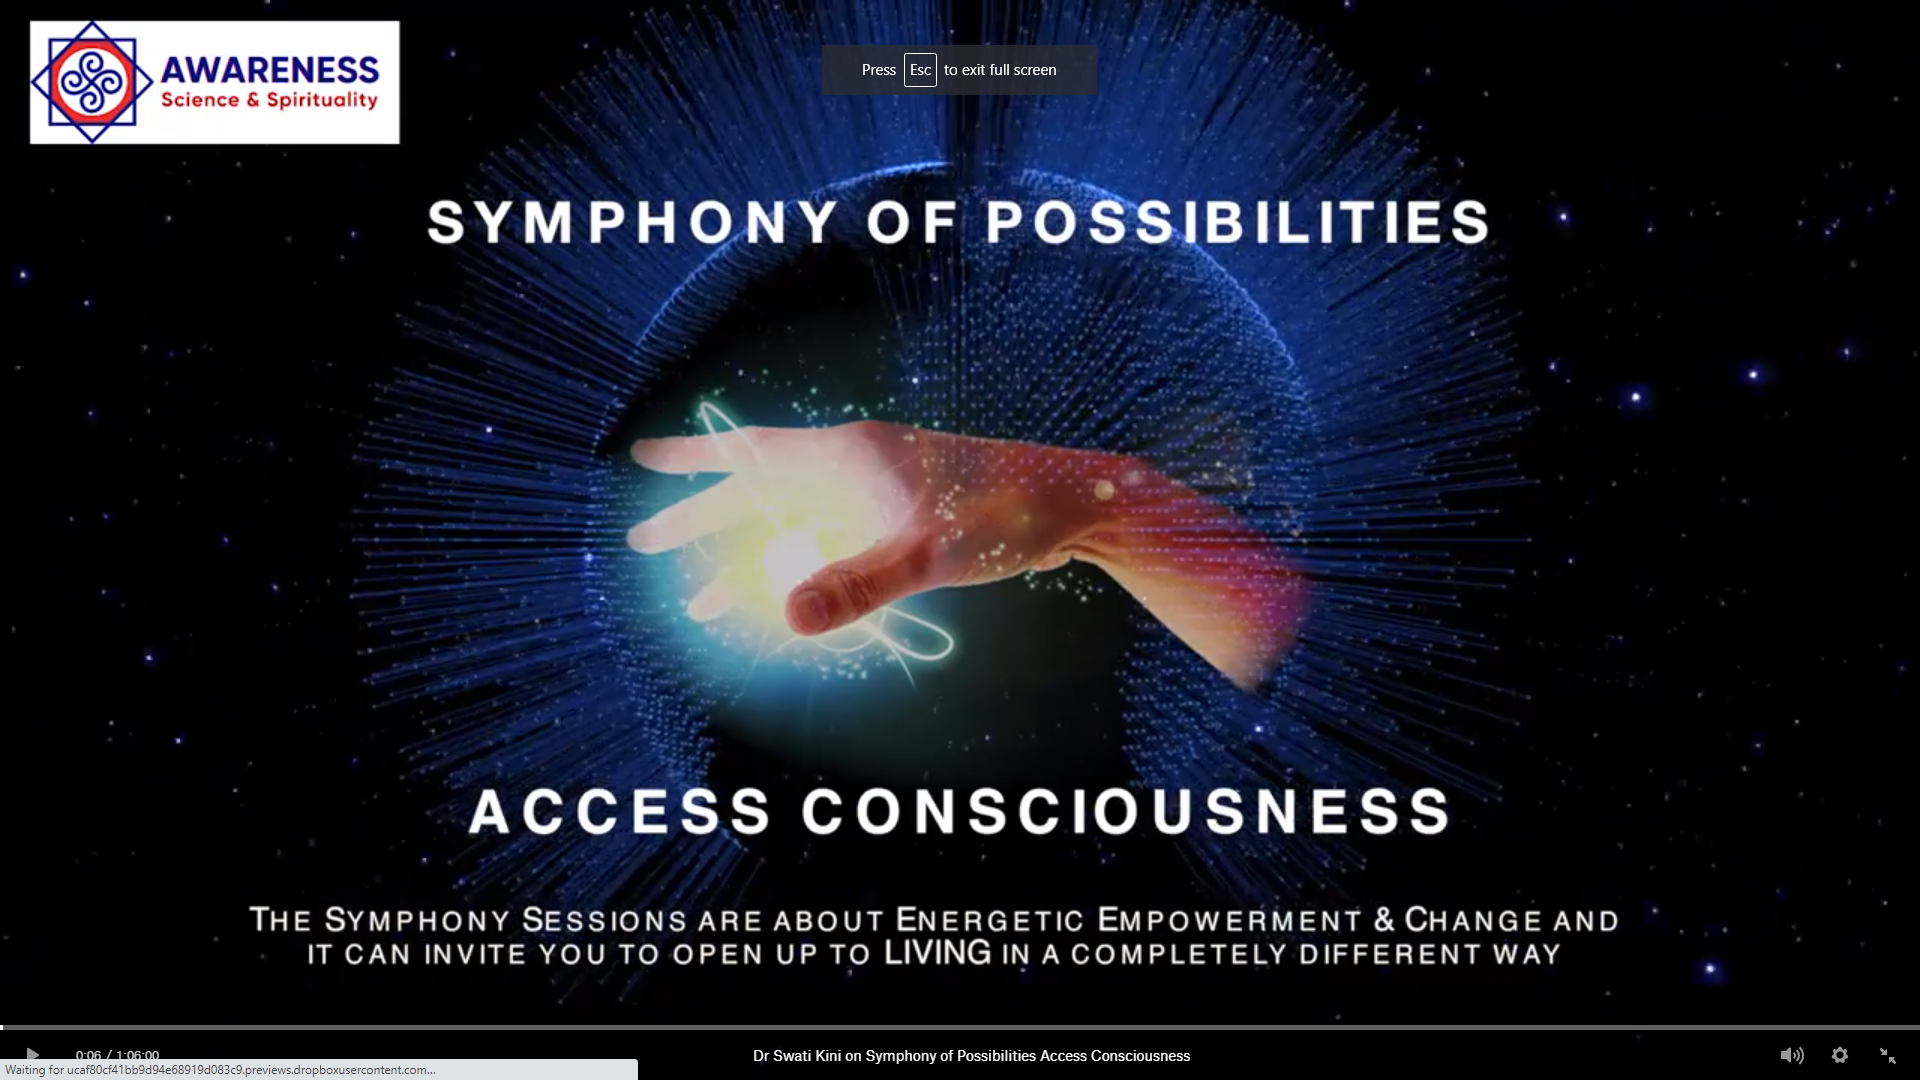 AWARENESS
Science & Spirituality
Press Esc to exit full screen
SYMPHONY OF POSSIBILITIES
ACCESS CONSCIOUSNESS
THE SYMPHONY SESSIONS ARE ABOUT ENERGETIC EMPOWERMENT & CHANGE AND
IT CAN INVITE YOU TO OPEN UP TO LIVING IN A COMPLETELY DIFFERENT WAY
0:06 / 1:06:00
Dr Swati Kini on Symphony of Possibilities Access Consciousness
Waiting for ucaf80cf41bb9d94e68919d083c9.previews.dropboxusercontent.com...